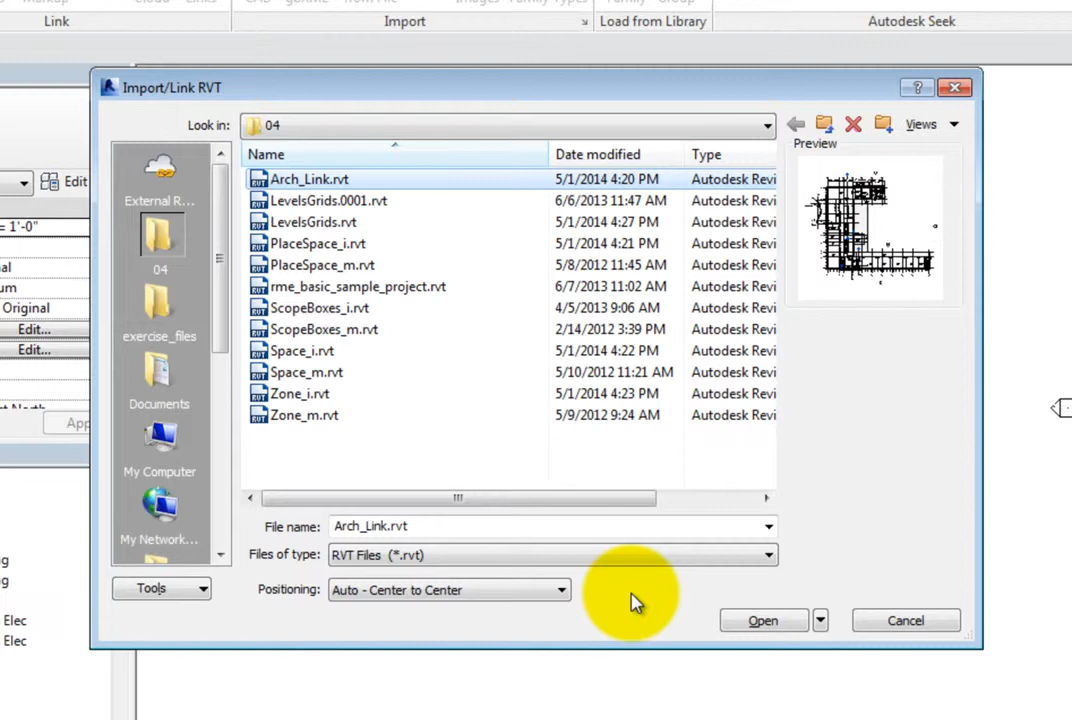 Link Import Load from Library Autodesk Seek
Import/Link RVT
Look in: 04 Views
Name Date modified Type Preview
Arch_Link.rvt 5/1/2014 4:20 PM Autodesk Revi
LevelsGrids.0001.rvt 6/6/2013 11:47 AM Autodesk Revi
LevelsGrids.rvt 5/1/2014 4:27 PM Autodesk Revi
PlaceSpace_i.rvt 5/1/2014 4:21 PM Autodesk Revi
PlaceSpace_m.rvt 5/8/2012 11:45 AM Autodesk Revi
rme_basic_sample_project.rvt 6/7/2013 11:02 AM Autodesk Revi
ScopeBoxes_i.rvt 4/5/2013 9:06 AM Autodesk Revi
ScopeBoxes_m.rvt 2/14/2012 3:39 PM Autodesk Revi
Space_i.rvt 5/1/2014 4:22 PM Autodesk Revi
Space_m.rvt 5/10/2012 11:21 AM Autodesk Revi
Zone_i.rvt 5/1/2014 4:23 PM Autodesk Revi
Zone_m.rvt 5/9/2012 9:24 AM Autodesk Revi
External R...
04
exercise_files
Documents
My Computer
My Network...
File name: Arch_Link.rvt
Files of type: RVT Files (*.rvt)
Tools Positioning: Auto - Center to Center
Open Cancel
Edit
= 1'-0"
Original
Edit...
Edit...
App
Elec
Elec